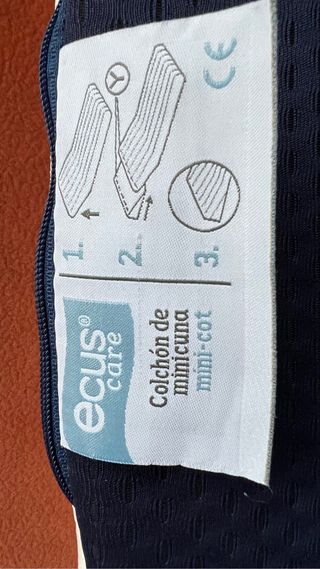 ecus®
care
Colchón de
minicuna
mini-cot
1.
2.
3.
CE